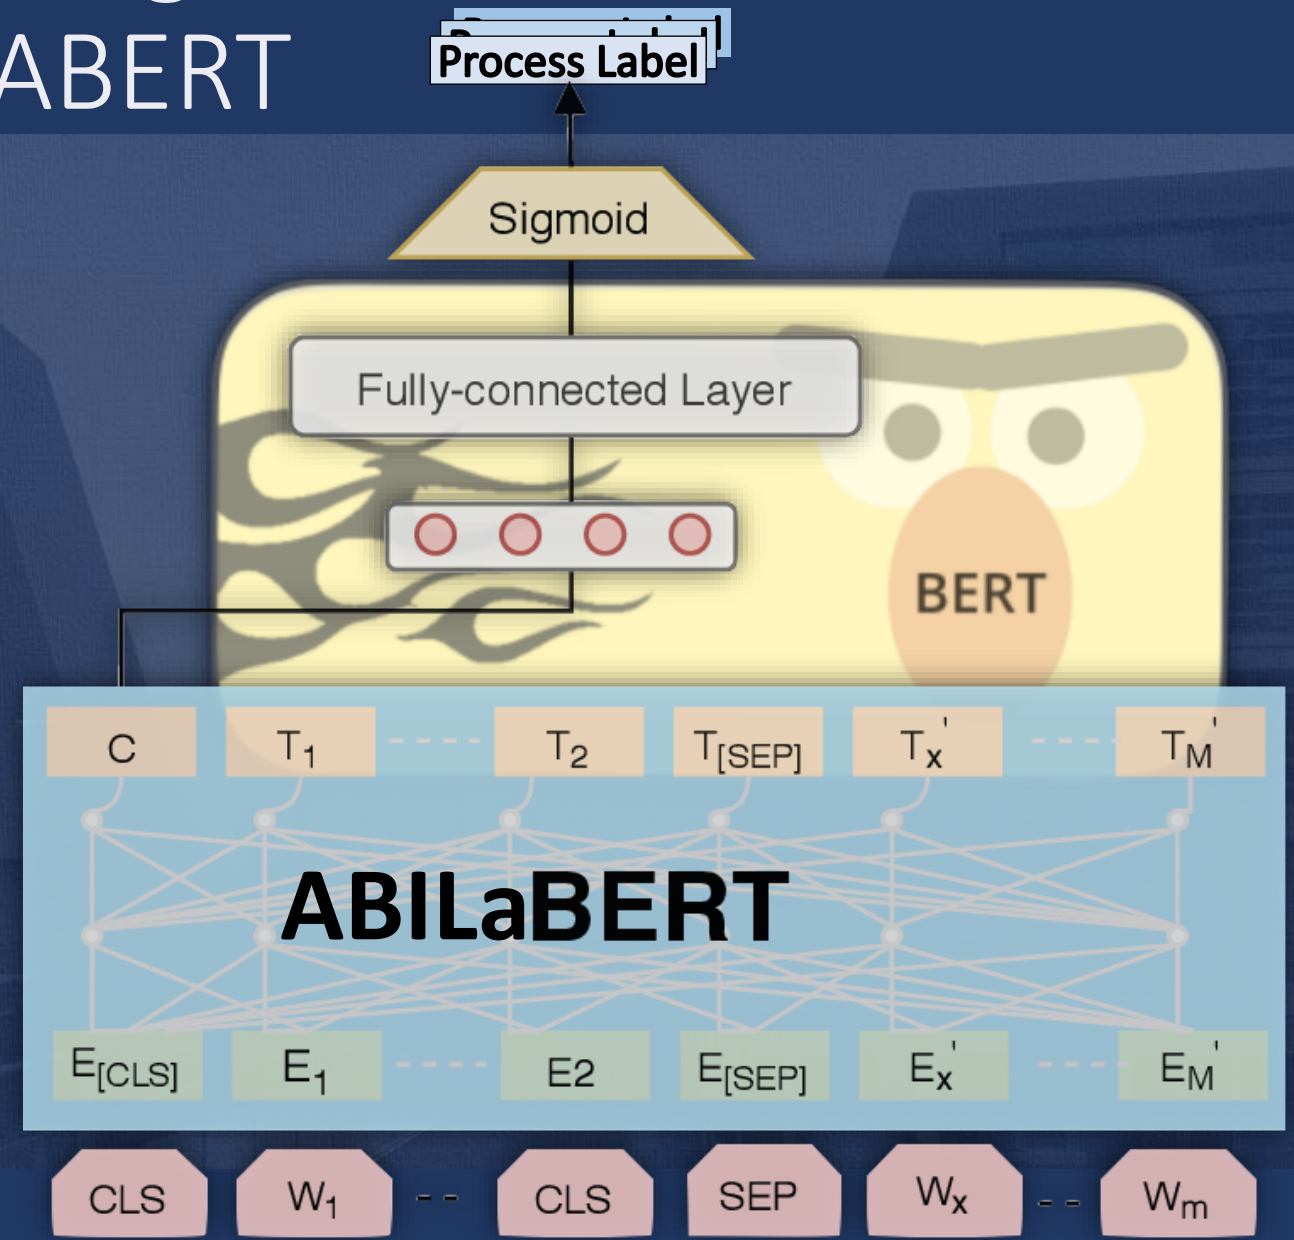 ABERT
Process Label
Sigmoid
Fully-connected Layer
BERT
C T1 T2 T[SEP] Tx' TM'
ABILaBERT
E[CLS] E1 E2 E[SEP] Ex' EM'
CLS W1 -- CLS SEP Wx -- Wm